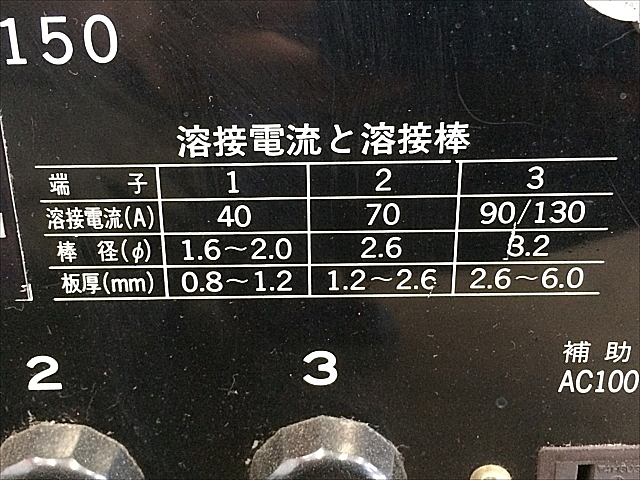 150
溶接電流と溶接棒
端 子 1 2 3
溶接電流(A) 40 70 90/130
棒 径(φ) 1.6～2.0 2.6 3.2
板厚(mm) 0.8～1.2 1.2～2.6 2.6～6.0
2 3
補 助
AC100